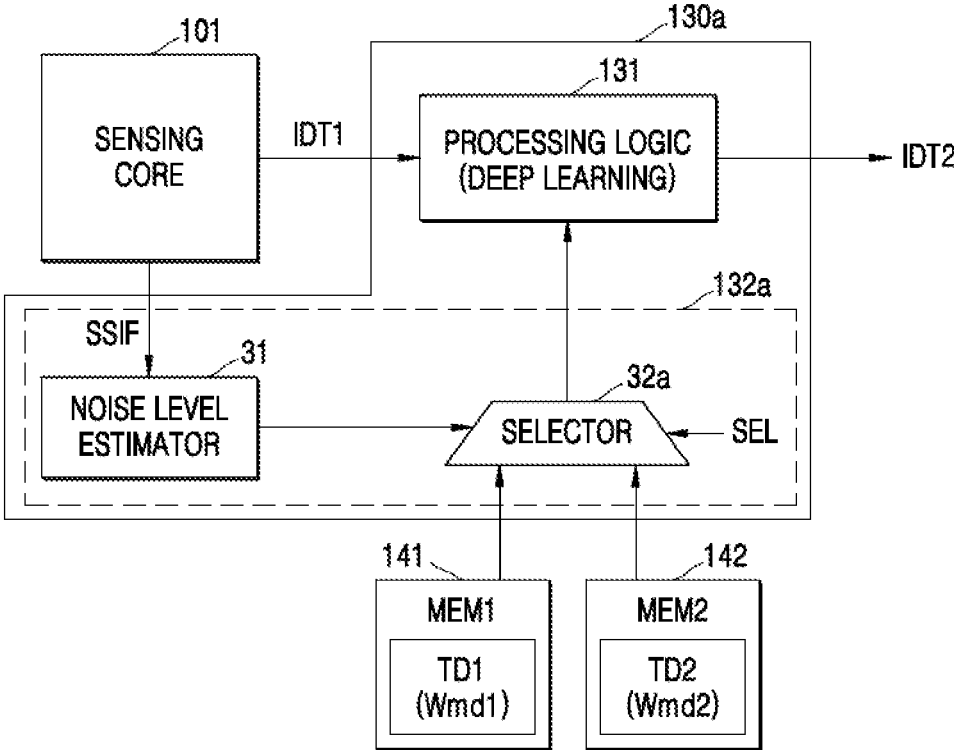 101
130a
131
SENSING
CORE
IDT1
PROCESSING LOGIC
(DEEP LEARNING)
IDT2
132a
SSIF
31
32a
NOISE LEVEL
ESTIMATOR
SELECTOR
SEL
141
142
MEM1
MEM2
TD1
(Wmd1)
TD2
(Wmd2)